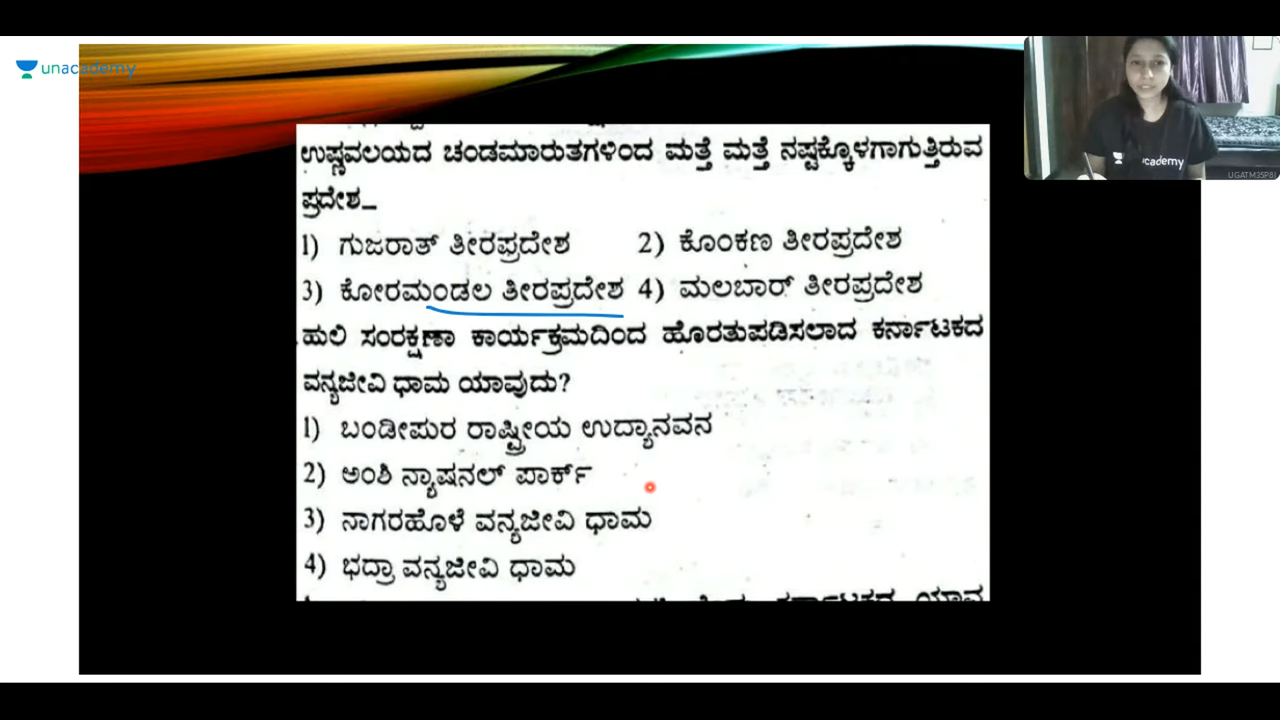 unacademy
ucademy
UGATM35P8J
ಉಷ್ಣವಲಯದ ಚಂಡಮಾರುತಗಳಿಂದ ಮತ್ತೆ ಮತ್ತೆ ನಷ್ಟಕ್ಕೊಳಗಾಗುತ್ತಿರುವ
ಪ್ರದೇಶ_
1) ಗುಜರಾತ್ ತೀರಪ್ರದೇಶ 2) ಕೊಂಕಣ ತೀರಪ್ರದೇಶ
3) ಕೋರಮಂಡಲ ತೀರಪ್ರದೇಶ 4) ಮಲಬಾರ್ ತೀರಪ್ರದೇಶ
ಹುಲಿ ಸಂರಕ್ಷಣಾ ಕಾರ್ಯಕ್ರಮದಿಂದ ಹೊರತುಪಡಿಸಲಾದ ಕರ್ನಾಟಕದ
ವನ್ಯಜೀವಿ ಧಾಮ ಯಾವುದು?
1) ಬಂಡೀಪುರ ರಾಷ್ಟ್ರೀಯ ಉದ್ಯಾನವನ
2) ಅಂಶಿ ನ್ಯಾಷನಲ್ ಪಾರ್ಕ್
3) ನಾಗರಹೊಳೆ ವನ್ಯಜೀವಿ ಧಾಮ
4) ಭದ್ರಾ ವನ್ಯಜೀವಿ ಧಾಮ